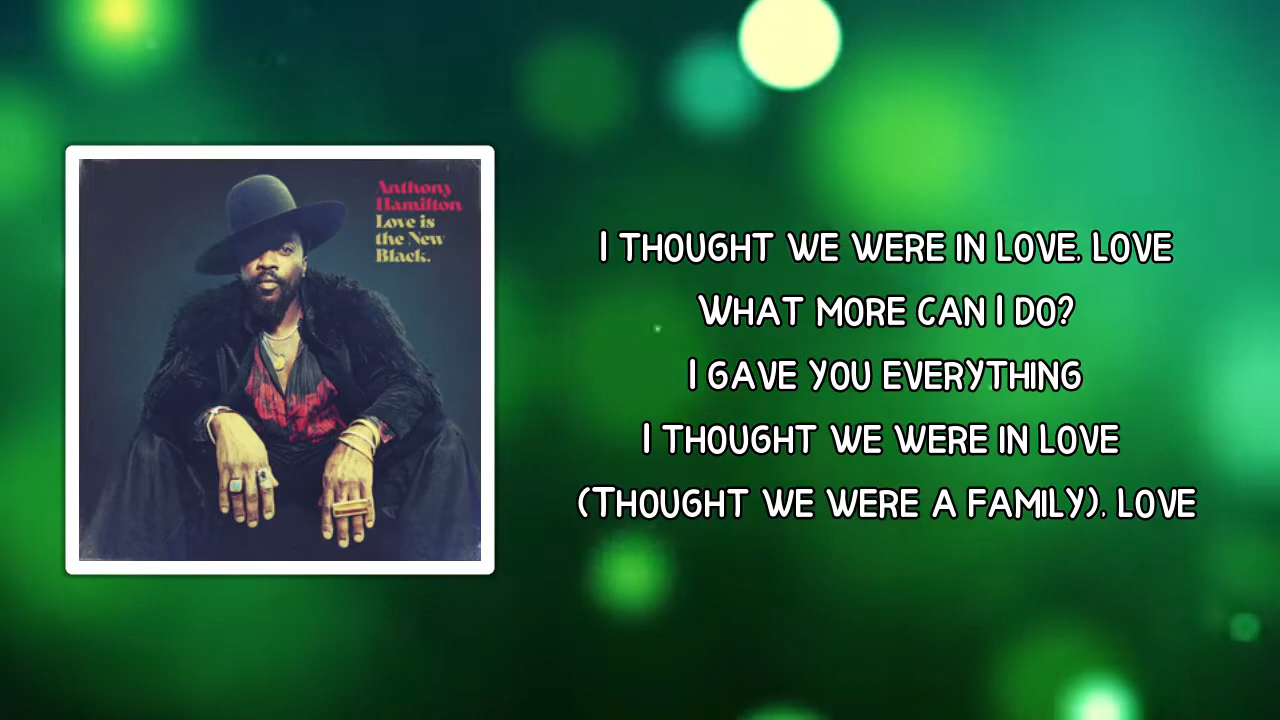 Anthony
Hamilton
Love is
the New
Black.
I THOUGHT WE WERE IN LOVE, LOVE
WHAT MORE CAN I DO?
I GAVE YOU EVERYTHING
I THOUGHT WE WERE IN LOVE
(THOUGHT WE WERE A FAMILY), LOVE